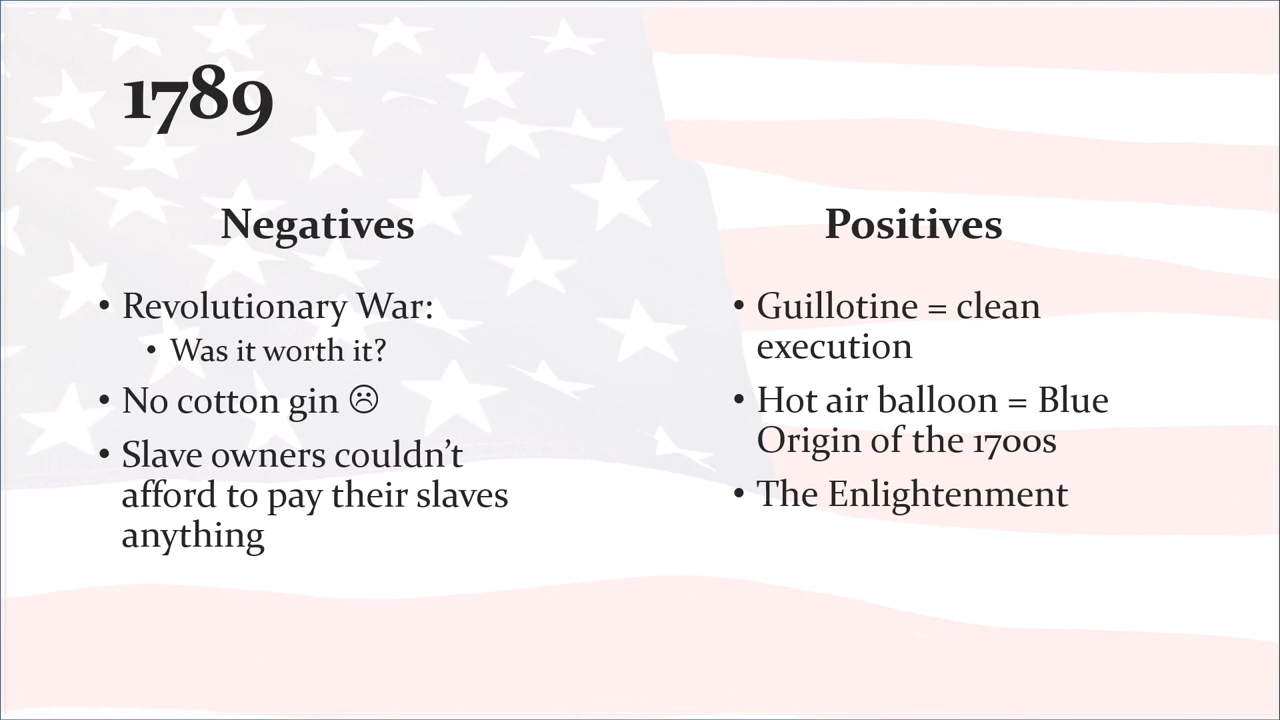 1789
Negatives
• Revolutionary War:
• Was it worth it?
• No cotton gin ☹
• Slave owners couldn’t
afford to pay their slaves
anything
Positives
• Guillotine = clean
execution
• Hot air balloon = Blue
Origin of the 1700s
• The Enlightenment